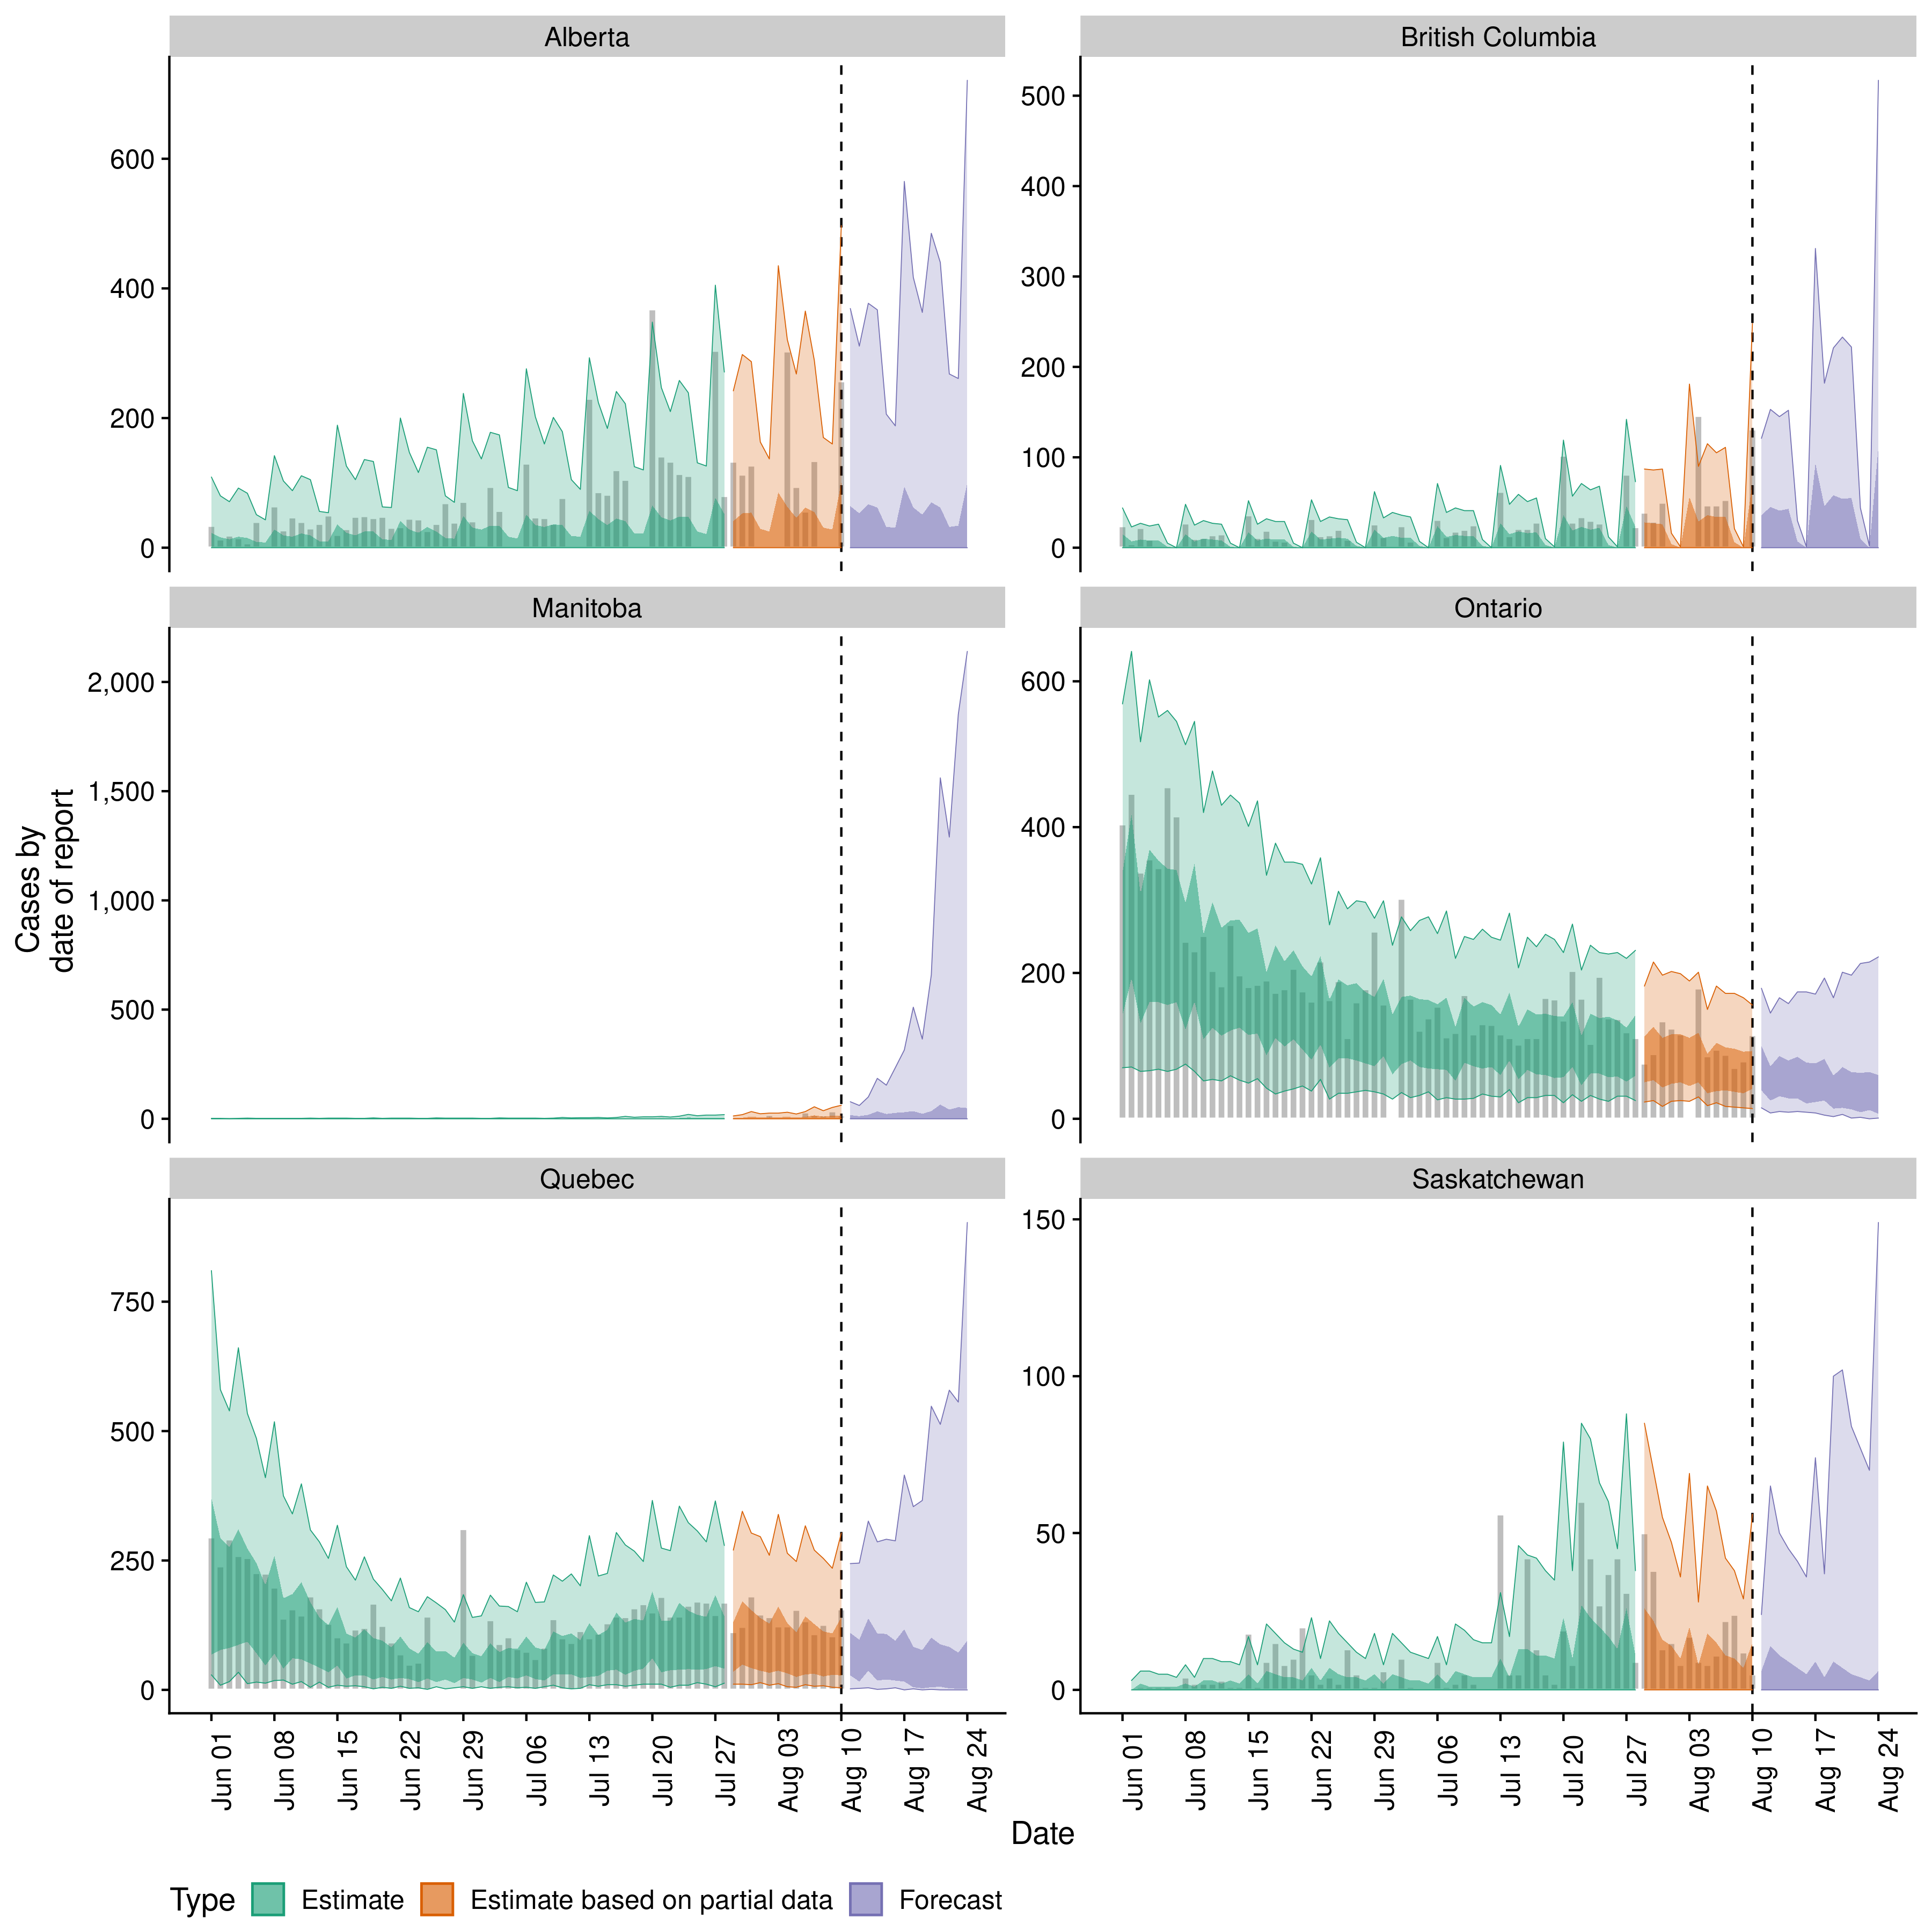 Alberta
British Columbia
600
400
200
0
500
400
300
200
100
0
Manitoba
Ontario
2,000
1,500
1,000
500
0
600
400
200
0
Cases by
date of report
Quebec
Saskatchewan
750
500
250
0
150
100
50
0
Jun 01
Jun 08
Jun 15
Jun 22
Jun 29
Jul 06
Jul 13
Jul 20
Jul 27
Aug 03
Aug 10
Aug 17
Aug 24
Jun 01
Jun 08
Jun 15
Jun 22
Jun 29
Jul 06
Jul 13
Jul 20
Jul 27
Aug 03
Aug 10
Aug 17
Aug 24
Date
Type Estimate Estimate based on partial data Forecast